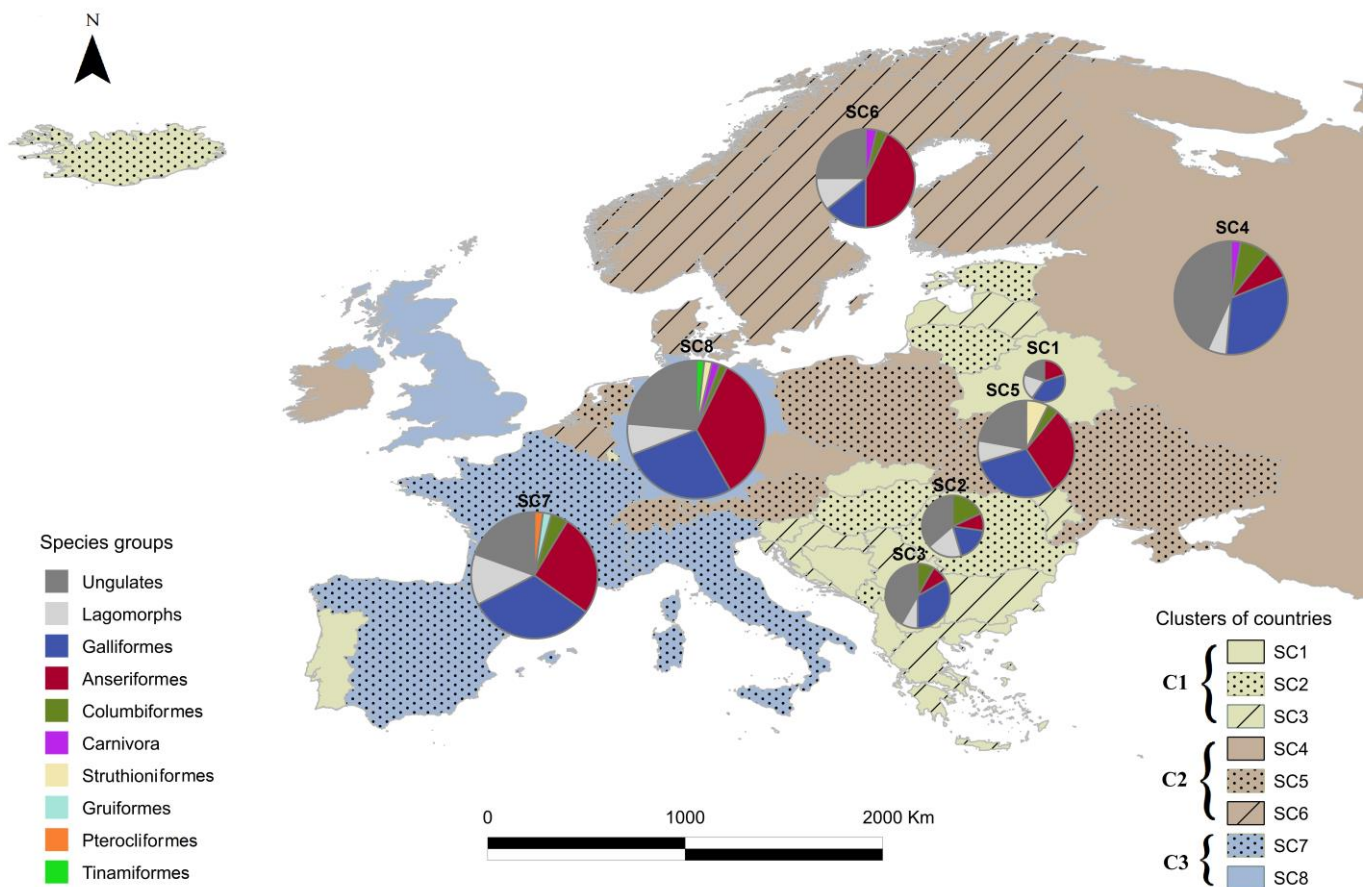 N
SC6
SC4
SC8
SC1
SC5
SC2
SC7
SC3
Species groups
Ungulates
Lagomorphs
Galliformes
Anseriformes
Columbiformes
Carnivora
Struthioniformes
Gruiformes
Pterocliformes
Tinamiformes
0 1000 2000 Km
Clusters of countries
C1
SC1
SC2
SC3
C2
SC4
SC5
SC6
C3
SC7
SC8